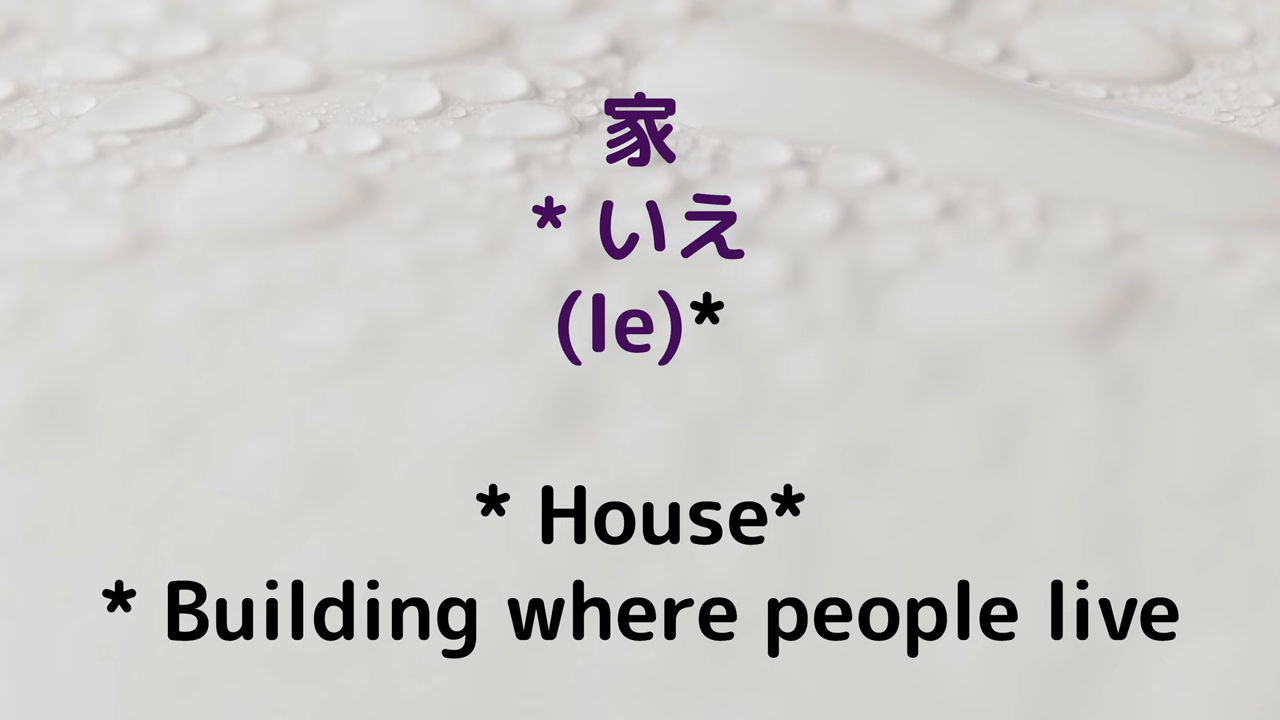 家
* いえ
(Ie)*
* House*
* Building where people live